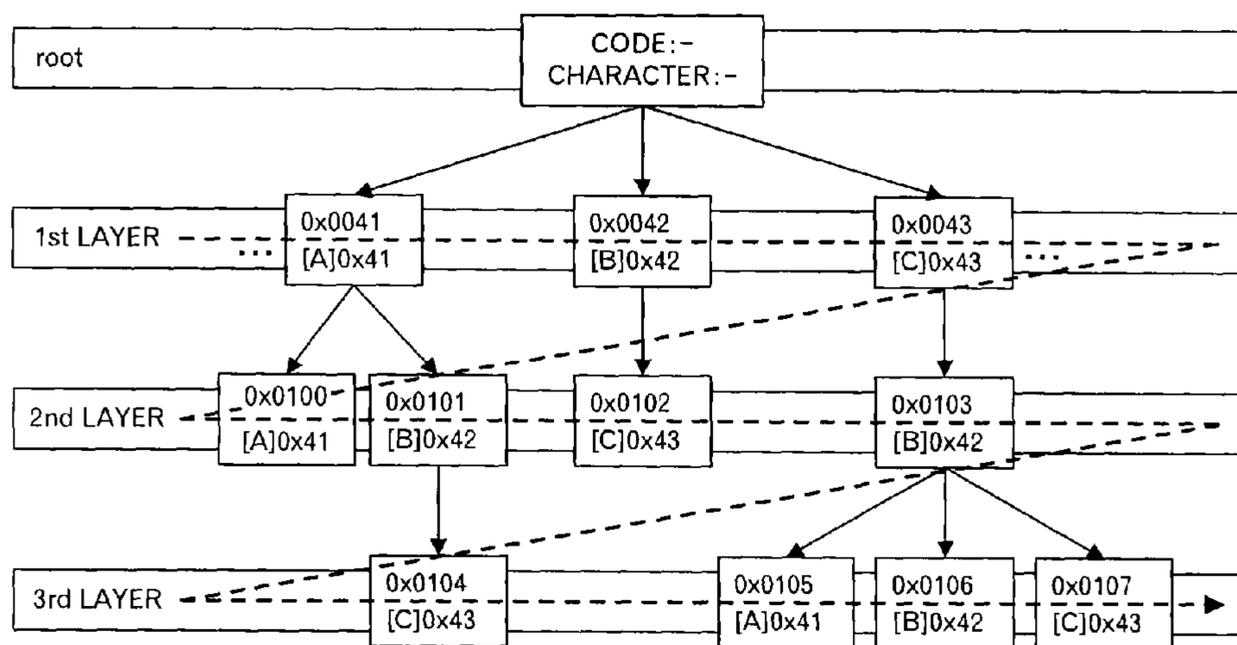 root
CODE:-
CHARACTER:-
1st LAYER
...
0x0041
[A]0x41
0x0042
[B]0x42
0x0043
[C]0x43
...
2nd LAYER
0x0100
[A]0x41
0x0101
[B]0x42
0x0102
[C]0x43
0x0103
[B]0x42
3rd LAYER
0x0104
[C]0x43
0x0105
[A]0x41
0x0106
[B]0x42
0x0107
[C]0x43